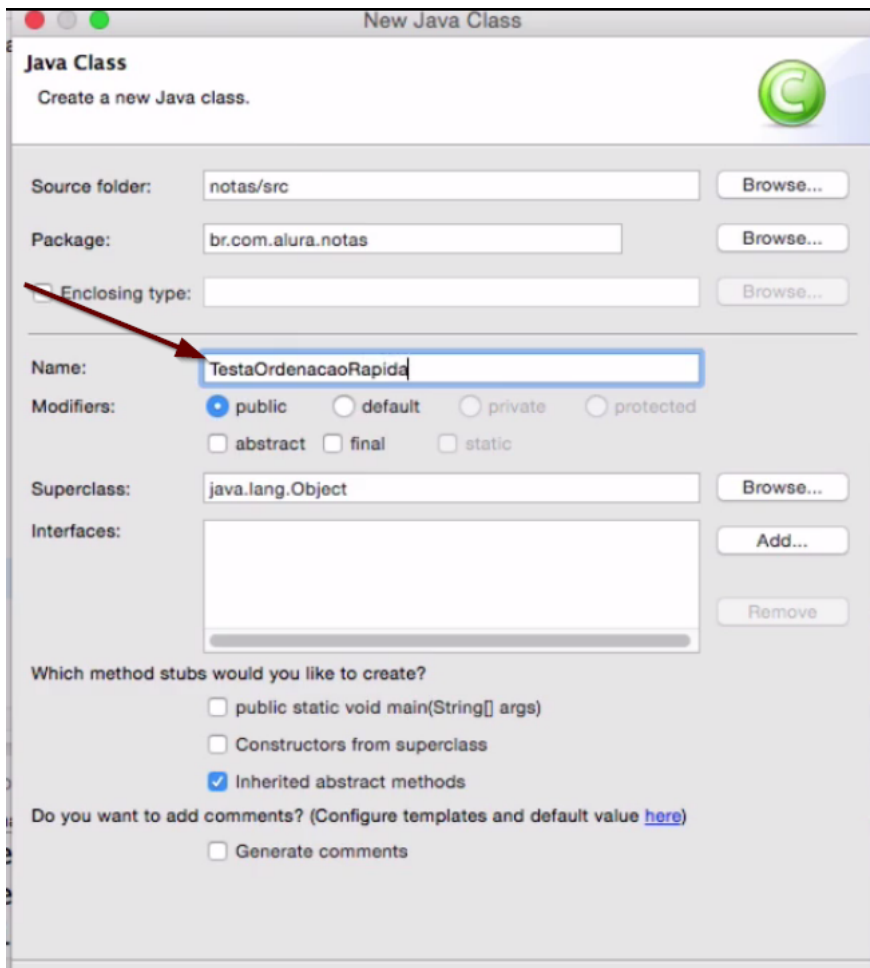 New Java Class
Java Class
Create a new Java class.
Source folder: notas/src Browse...
Package: br.com.alura.notas Browse...
Enclosing type: Browse...
Name: TestaOrdenacaoRapida
Modifiers: public default private protected
abstract final static
Superclass: java.lang.Object Browse...
Interfaces: Add...
Remove
Which method stubs would you like to create?
public static void main(String[] args)
Constructors from superclass
Inherited abstract methods
Do you want to add comments? (Configure templates and default value here)
Generate comments